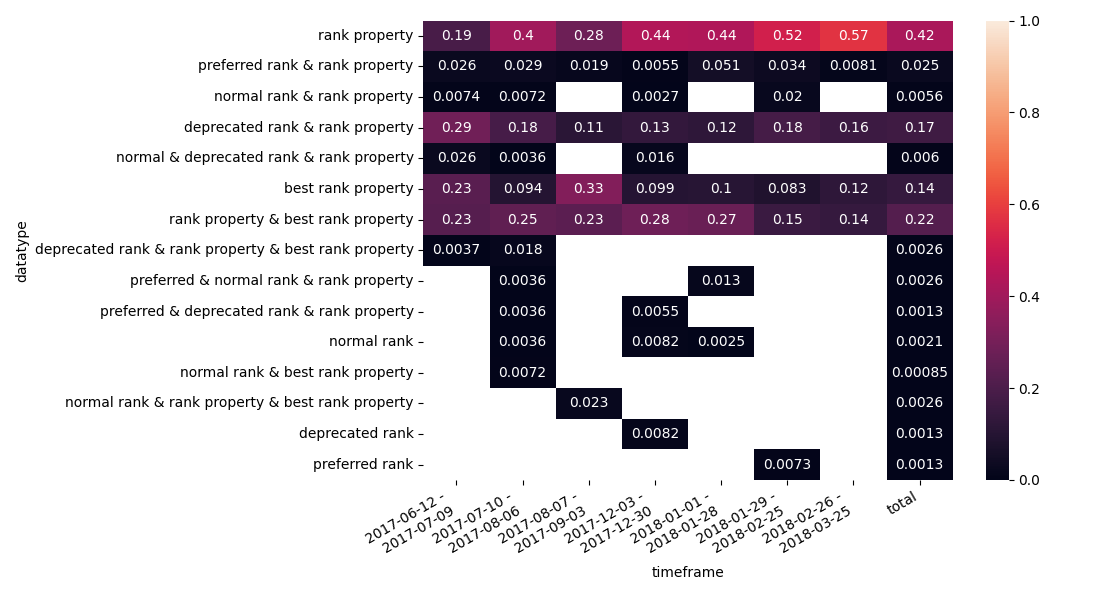 rank property 0.19 0.4 0.28 0.44 0.44 0.52 0.57 0.42
preferred rank & rank property 0.026 0.029 0.019 0.0055 0.051 0.034 0.0081 0.025
normal rank & rank property 0.0074 0.0072 0.0027 0.02 0.0056
deprecated rank & rank property 0.29 0.18 0.11 0.13 0.12 0.18 0.16 0.17
normal & deprecated rank & rank property 0.026 0.0036 0.016 0.006
best rank property 0.23 0.094 0.33 0.099 0.1 0.083 0.12 0.14
rank property & best rank property 0.23 0.25 0.23 0.28 0.27 0.15 0.14 0.22
deprecated rank & rank property & best rank property 0.0037 0.018 0.0026
preferred & normal rank & rank property 0.0036 0.013 0.0026
preferred & deprecated rank & rank property 0.0036 0.0055 0.0013
normal rank 0.0036 0.0082 0.0025 0.0021
normal rank & best rank property 0.0072 0.00085
normal rank & rank property & best rank property 0.023 0.0026
deprecated rank 0.0082 0.0013
preferred rank 0.0073 0.0013
datatype
2017-06-12 -
2017-07-09
2017-07-10 -
2017-08-06
2017-08-07 -
2017-09-03
2017-12-03 -
2017-12-30
2018-01-01 -
2018-01-28
2018-01-29 -
2018-02-25
2018-02-26 -
2018-03-25
total
timeframe
1.0
0.8
0.6
0.4
0.2
0.0